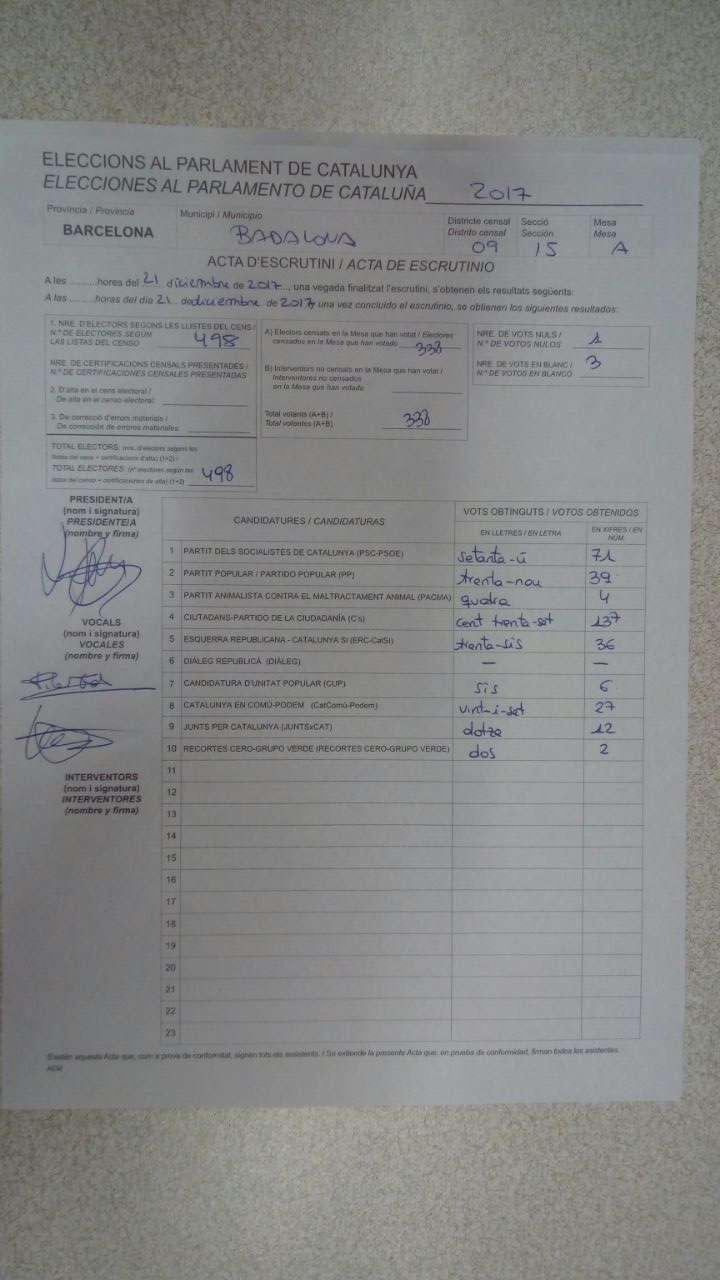 ELECCIONS AL PARLAMENT DE CATALUNYA
ELECCIONES AL PARLAMENTO DE CATALUÑA 2017
Província / Provincia
BARCELONA
Municipi / Municipio
BADALONA
Districte censal
Distrito censal
09
Secció
Sección
15
Mesa
Mesa
A
ACTA D'ESCRUTINI / ACTA DE ESCRUTINIO
A les .........hores del 21 diciembre de 2017..., una vegada finalitzat l'escrutini, s'obtenen els resultats següents:
A las .........horas del día 21 de diciembre de 2017 una vez concluido el escrutinio, se obtienen los siguientes resultados:
1. NRE. D'ELECTORS SEGONS LES LLISTES DEL CENS /
N.º DE ELECTORES SEGÚN
LAS LISTAS DEL CENSO 498
NRE. DE CERTIFICACIONS CENSALS PRESENTADES /
N.º DE CERTIFICACIONES CENSALES PRESENTADAS
2. D'alta en el cens electoral /
De alta en el censo electoral:
3. De correcció d'errors materials /
De corrección de errores materiales:
TOTAL ELECTORS: (nre. d'electors segons les
llistes del cens + certificacions d'alta) (1+2) /
TOTAL ELECTORES: (nº electores según las
listas del censo + certificaciones de alta) (1+2) 498
A) Electors censats en la Mesa que han votat / Electores
censados en la Mesa que han votado 338
B) Interventors no censats en la Mesa que han votat /
Interventores no censados
en la Mesa que han votado
Total votants (A+B) /
Total votantes (A+B) 338
NRE. DE VOTS NULS /
N.º DE VOTOS NULOS 1
NRE. DE VOTS EN BLANC /
N.º DE VOTOS EN BLANCO 3
PRESIDENT/A
(nom i signatura)
PRESIDENTE/A
(nombre y firma)
VOCALS
(nom i signatura)
VOCALES
(nombre y firma)
INTERVENTORS
(nom i signatura)
INTERVENTORES
(nombre y firma)
CANDIDATURES / CANDIDATURAS
VOTS OBTINGUTS / VOTOS OBTENIDOS
EN LLETRES / EN LETRA
EN XIFRES / EN NÚM.
1 PARTIT DELS SOCIALISTES DE CATALUNYA (PSC-PSOE) setanta-ú 71
2 PARTIT POPULAR / PARTIDO POPULAR (PP) trenta-nou 39
3 PARTIT ANIMALISTA CONTRA EL MALTRACTAMENT ANIMAL (PACMA) quatra 4
4 CIUTADANS-PARTIDO DE LA CIUDADANÍA (C's) cent trenta-set 137
5 ESQUERRA REPUBLICANA - CATALUNYA SÍ (ERC-CatSí) trenta-sis 36
6 DIÀLEG REPUBLICÀ (DIÀLEG) — —
7 CANDIDATURA D'UNITAT POPULAR (CUP) sis 6
8 CATALUNYA EN COMÚ-PODEM (CatComú-Podem) vint-i-set 27
9 JUNTS PER CATALUNYA (JUNTSxCAT) dotze 12
10 RECORTES CERO-GRUPO VERDE (RECORTES CERO-GRUPO VERDE) dos 2
11
12
13
14
15
16
17
18
19
20
21
22
23
S'estén aquesta Acta que, com a prova de conformitat, signen tots els assistents. / Se extiende la presente Acta que, en prueba de conformidad, firman todos los asistentes.